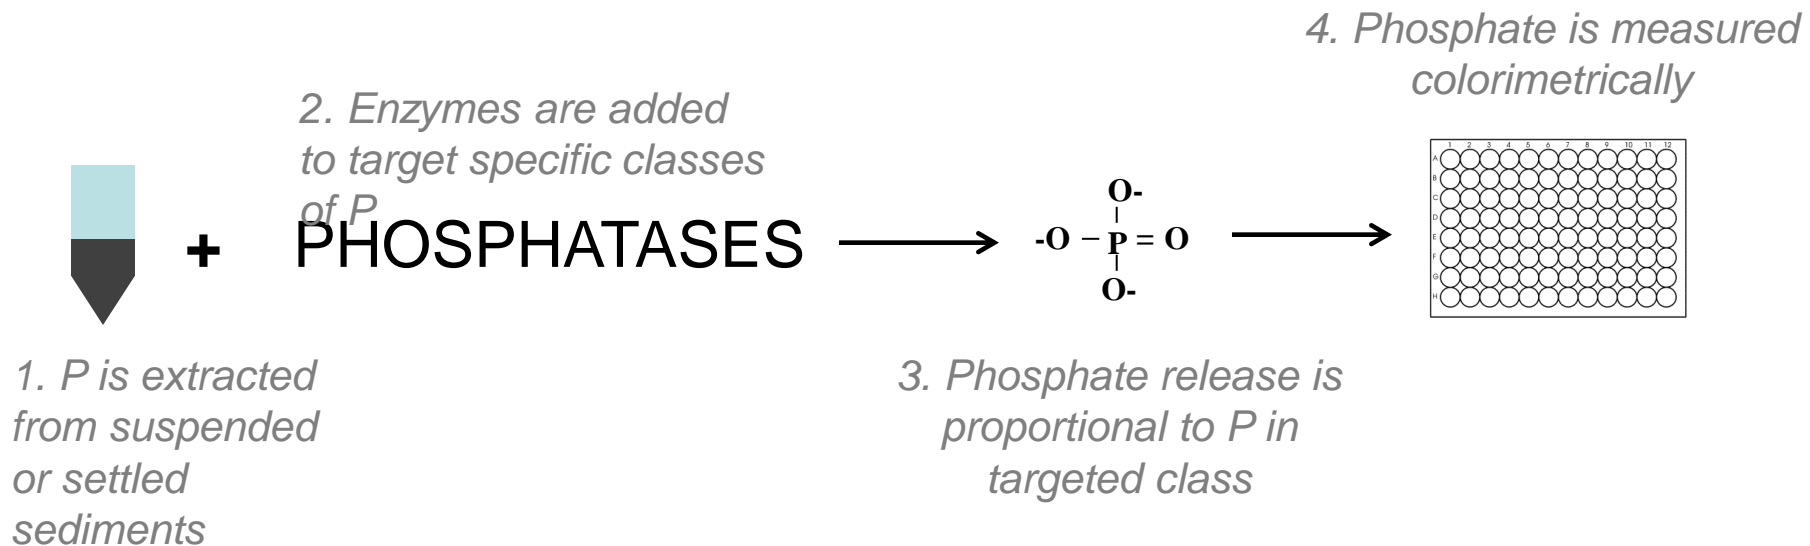 1. P is extracted
from suspended
or settled
sediments
+
2. Enzymes are added
to target specific classes
of P
PHOSPHATASES
O-
-O – P = O
O-
3. Phosphate release is
proportional to P in
targeted class
4. Phosphate is measured
colorimetrically
1 2 3 4 5 6 7 8 9 10 11 12
A
B
C
D
E
F
G
H